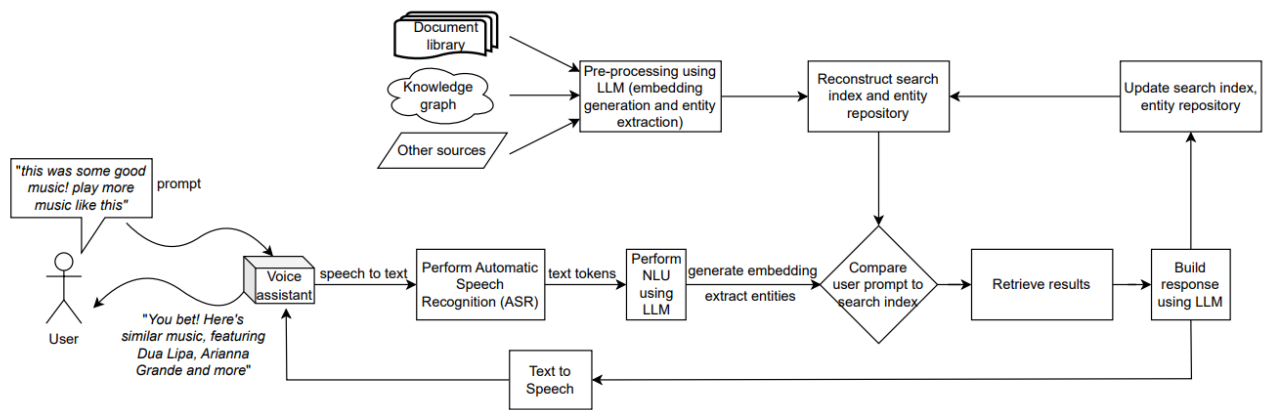 Document
library
Knowledge
graph
Other sources
Pre-processing using
LLM (embedding
generation and entity
extraction)
Reconstruct search
index and entity
repository
Update search index,
entity repository
"this was some good
music! play more
music like this"
prompt
User
Voice
assistant
"You bet! Here's
similar music, featuring
Dua Lipa, Arianna
Grande and more"
speech to text
Perform Automatic
Speech
Recognition (ASR)
text tokens
Perform
NLU
using
LLM
generate embedding
extract entities
Compare
user prompt to
search index
Retrieve results
Build
response
using LLM
Text to
Speech